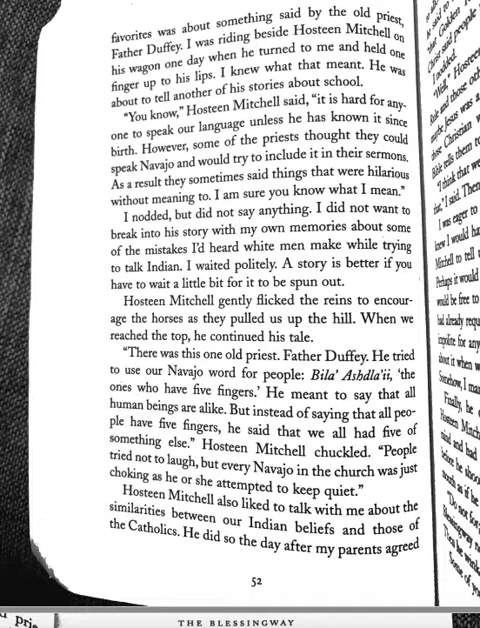 favorites was about something said by the old priest,
Father Duffey. I was riding beside Hosteen Mitchell on
his wagon one day when he turned to me and held one
finger up to his lips. I knew what that meant. He was
about to tell another of his stories about school.
"You know," Hosteen Mitchell said, "it is hard for any-
one to speak our language unless he has known it since
birth. However, some of the priests thought they could
speak Navajo and would try to include it in their sermons.
As a result they sometimes said things that were hilarious
without meaning to. I am sure you know what I mean."
I nodded, but did not say anything. I did not want to
break into his story with my own memories about some
of the mistakes I'd heard white men make while trying
to talk Indian. I waited politely. A story is better if you
have to wait a little bit for it to be spun out.
Hosteen Mitchell gently flicked the reins to encour-
age the horses as they pulled us up the hill. When we
reached the top, he continued his tale.
"There was this one old priest. Father Duffey. He tried
to use our Navajo word for people: Bila' Ashdla'ii, 'the
ones who have five fingers.' He meant to say that all
human beings are alike. But instead of saying that all peo-
ple have five fingers, he said that we all had five of
something else." Hosteen Mitchell chuckled. "People
tried not to laugh, but every Navajo in the church was just
choking as he or she attempted to keep quiet."
Hosteen Mitchell also liked to talk with me about the
similarities between our Indian beliefs and those of
the Catholics. He did so the day after my parents agreed
52
THE BLESSINGWAY